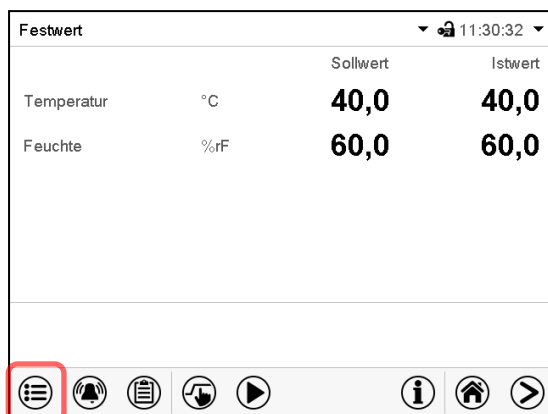 Festwert 11:30:32
Sollwert Istwert
Temperatur °C 40,0 40,0
Feuchte %rF 60,0 60,0